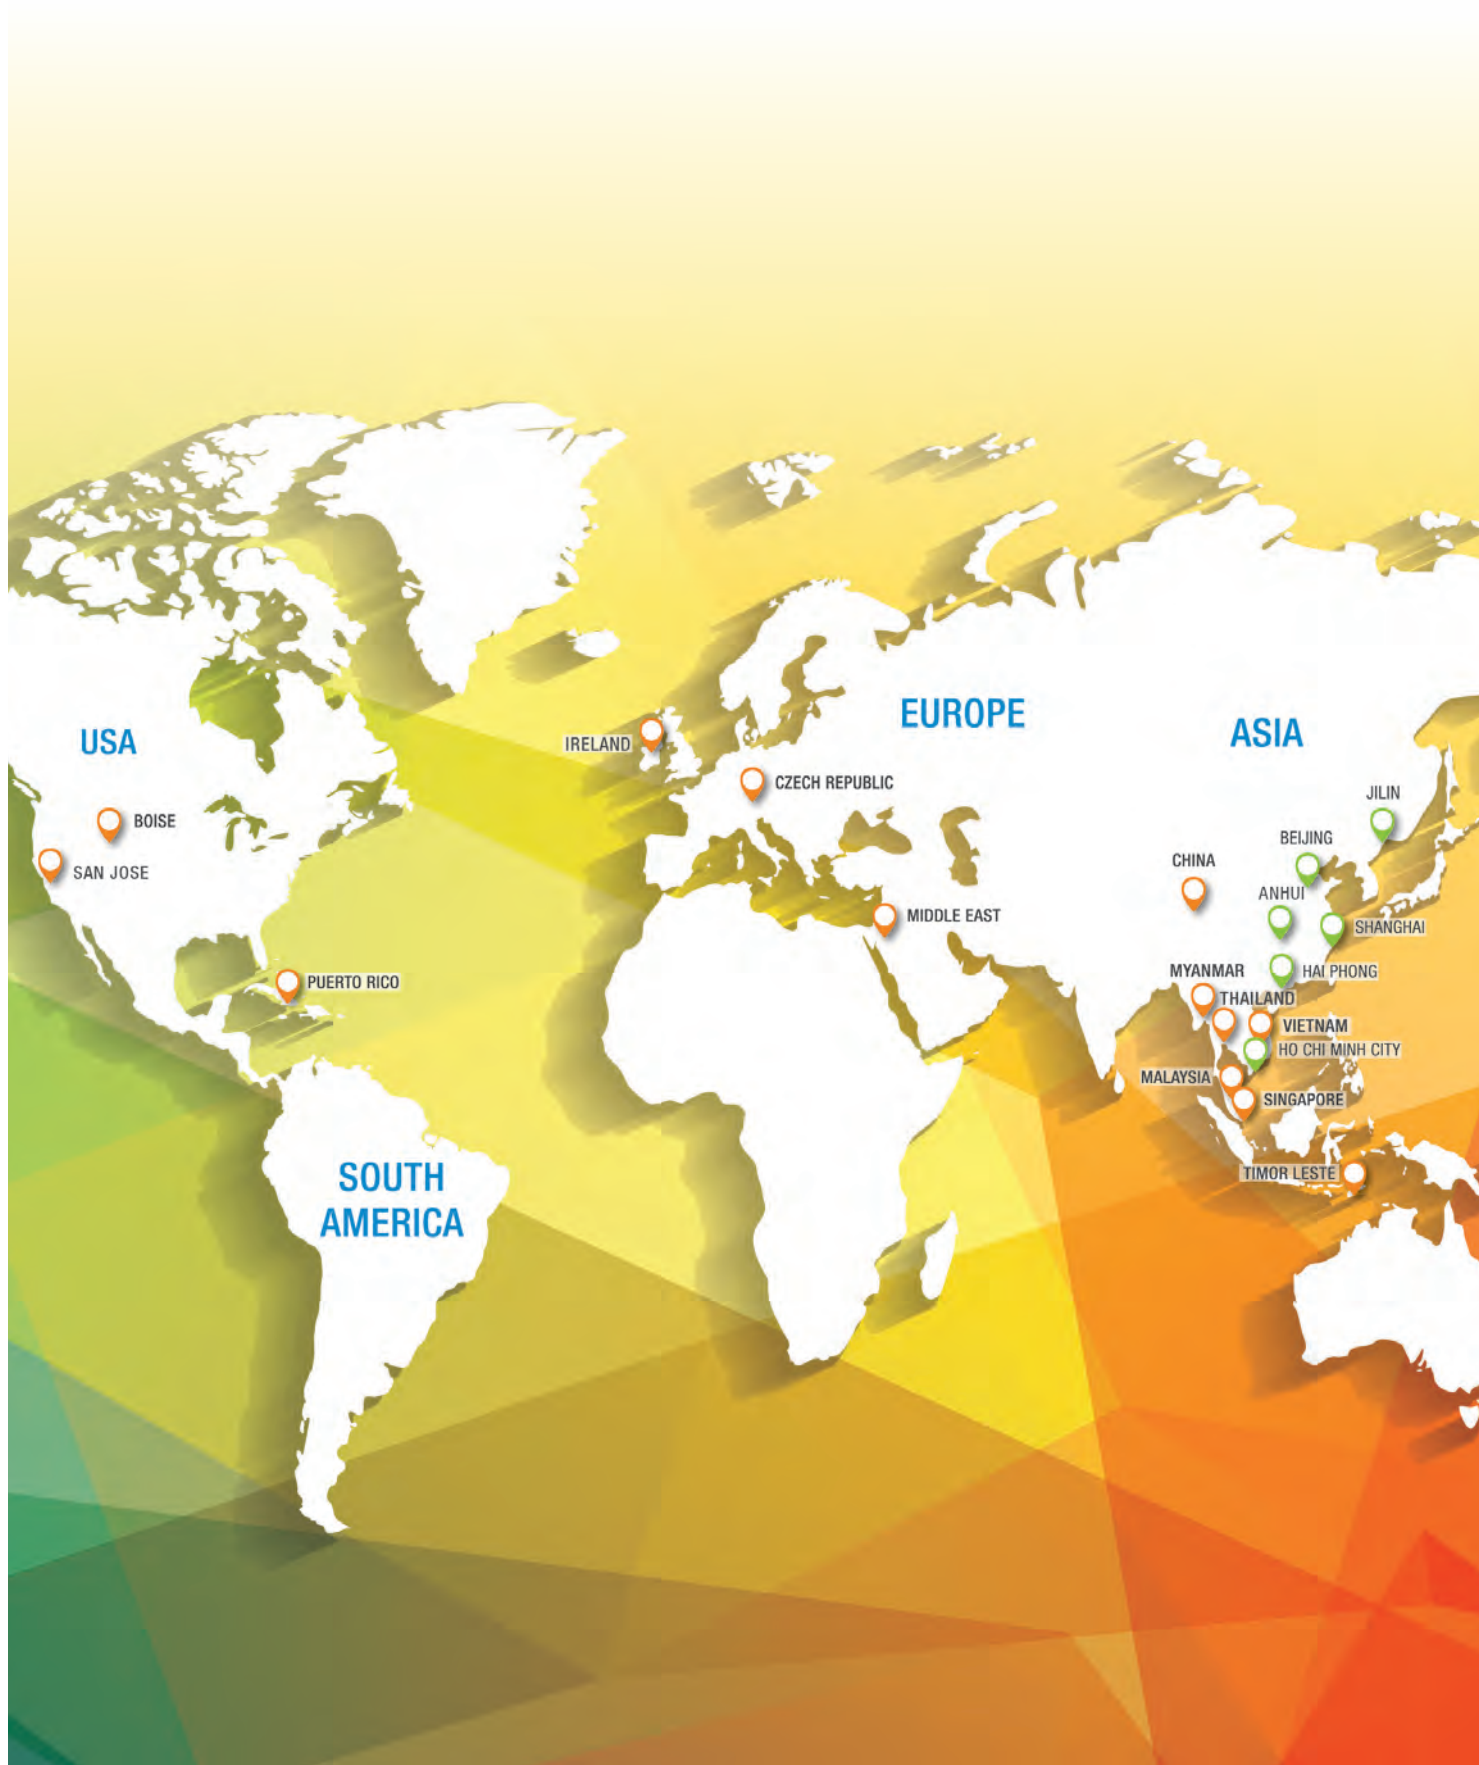 USA
BOISE
SAN JOSE
PUERTO RICO
SOUTH
AMERICA
IRELAND
EUROPE
CZECH REPUBLIC
MIDDLE EAST
ASIA
JILIN
BEIJING
CHINA
ANHUI
SHANGHAI
HAI PHONG
MYANMAR
THAILAND
VIETNAM
HO CHI MINH CITY
MALAYSIA
SINGAPORE
TIMOR LESTE